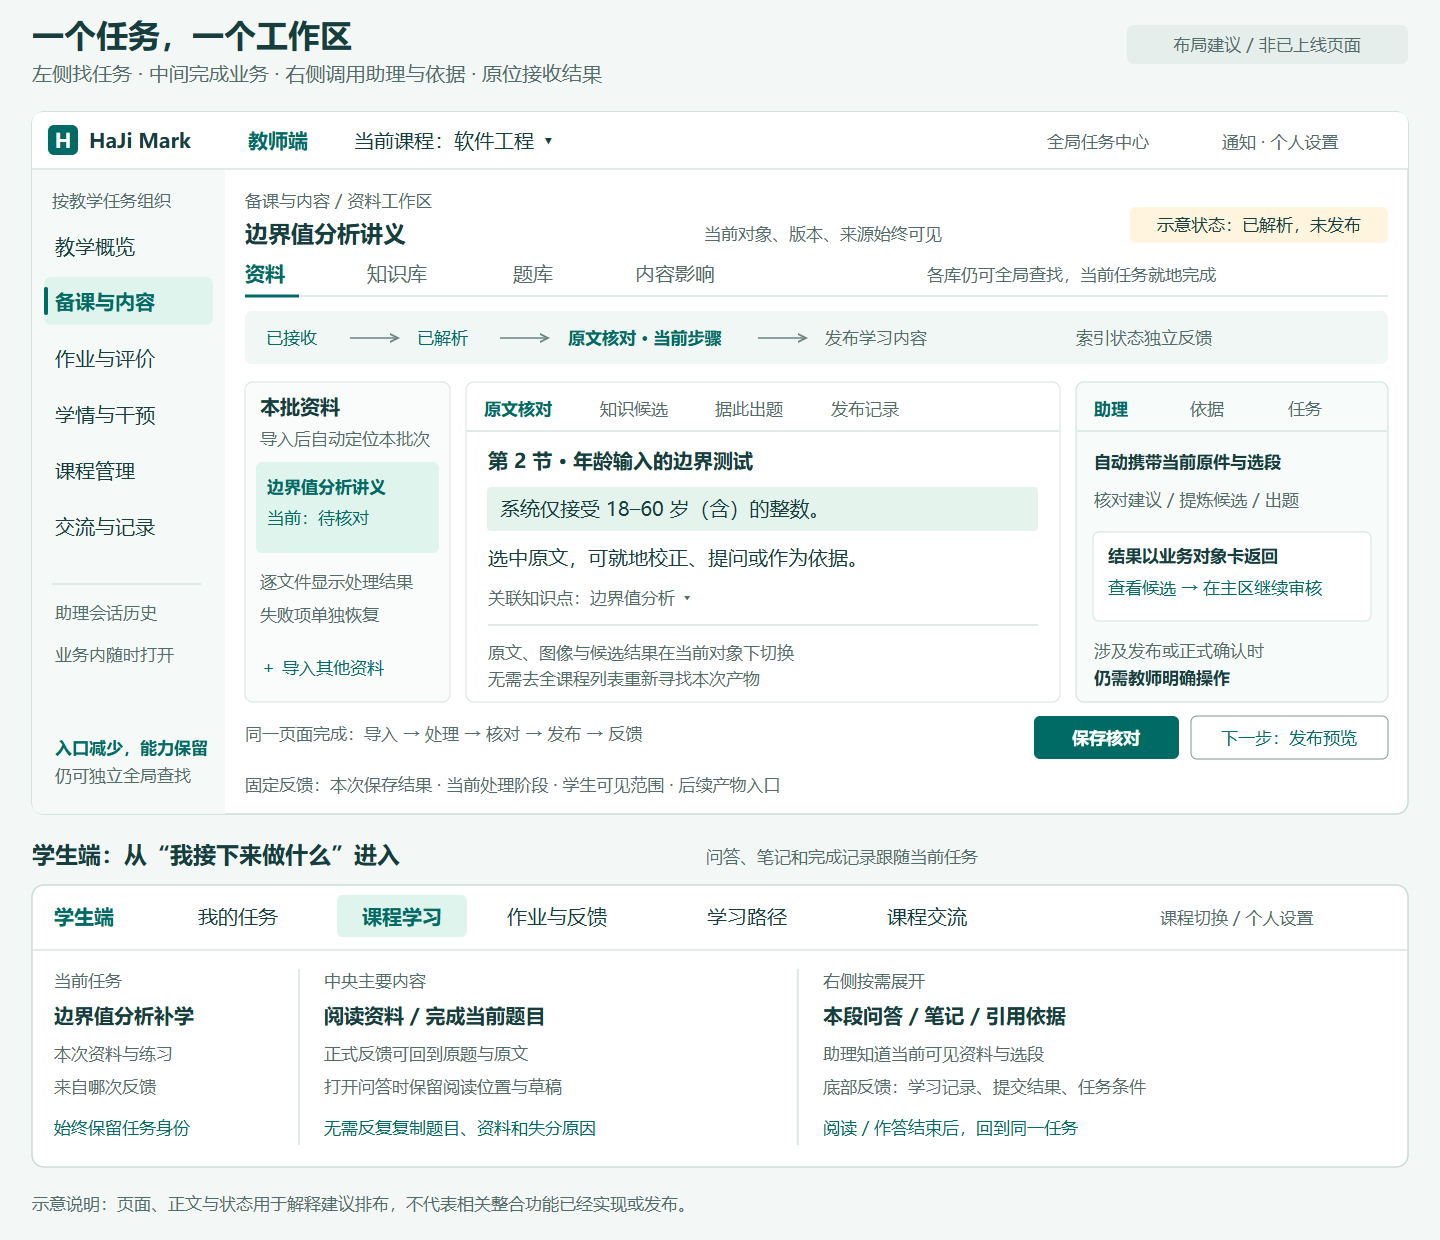 一个任务，一个工作区
左侧找任务 · 中间完成业务 · 右侧调用助理与依据 · 原位接收结果
布局建议 / 非已上线页面
H HaJi Mark 教师端 当前课程：软件工程 ▾ 全局任务中心 通知 · 个人设置
按教学任务组织
教学概览
备课与内容
作业与评价
学情与干预
课程管理
交流与记录
助理会话历史
业务内随时打开
入口减少，能力保留
仍可独立全局查找
备课与内容 / 资料工作区
边界值分析讲义 当前对象、版本、来源始终可见 示意状态：已解析，未发布
资料 知识库 题库 内容影响 各库仍可全局查找，当前任务就地完成
已接收 → 已解析 → 原文核对 · 当前步骤 → 发布学习内容 索引状态独立反馈
本批资料
导入后自动定位本批次
边界值分析讲义
当前：待核对
逐文件显示处理结果
失败项单独恢复
+ 导入其他资料
原文核对 知识候选 据此出题 发布记录
第 2 节 · 年龄输入的边界测试
系统仅接受 18–60 岁（含）的整数。
选中原文，可就地校正、提问或作为依据。
关联知识点：边界值分析 ▾
原文、图像与候选结果在当前对象下切换
无需去全课程列表重新寻找本次产物
助理 依据 任务
自动携带当前原件与选段
核对建议 / 提炼候选 / 出题
结果以业务对象卡返回
查看候选 → 在主区继续审核
涉及发布或正式确认时
仍需教师明确操作
同一页面完成：导入 → 处理 → 核对 → 发布 → 反馈
保存核对 下一步：发布预览
固定反馈：本次保存结果 · 当前处理阶段 · 学生可见范围 · 后续产物入口
学生端：从“我接下来做什么”进入 问答、笔记和完成记录跟随当前任务
学生端 我的任务 课程学习 作业与反馈 学习路径 课程交流 课程切换 / 个人设置
当前任务
边界值分析补学
本次资料与练习
来自哪次反馈
始终保留任务身份
中央主要内容
阅读资料 / 完成当前题目
正式反馈可回到原题与原文
打开问答时保留阅读位置与草稿
无需反复复制题目、资料和失分原因
右侧按需展开
本段问答 / 笔记 / 引用依据
助理知道当前可见资料与选段
底部反馈：学习记录、提交结果、任务条件
阅读 / 作答结束后，回到同一任务
示意说明：页面、正文与状态用于解释建议排布，不代表相关整合功能已经实现或发布。